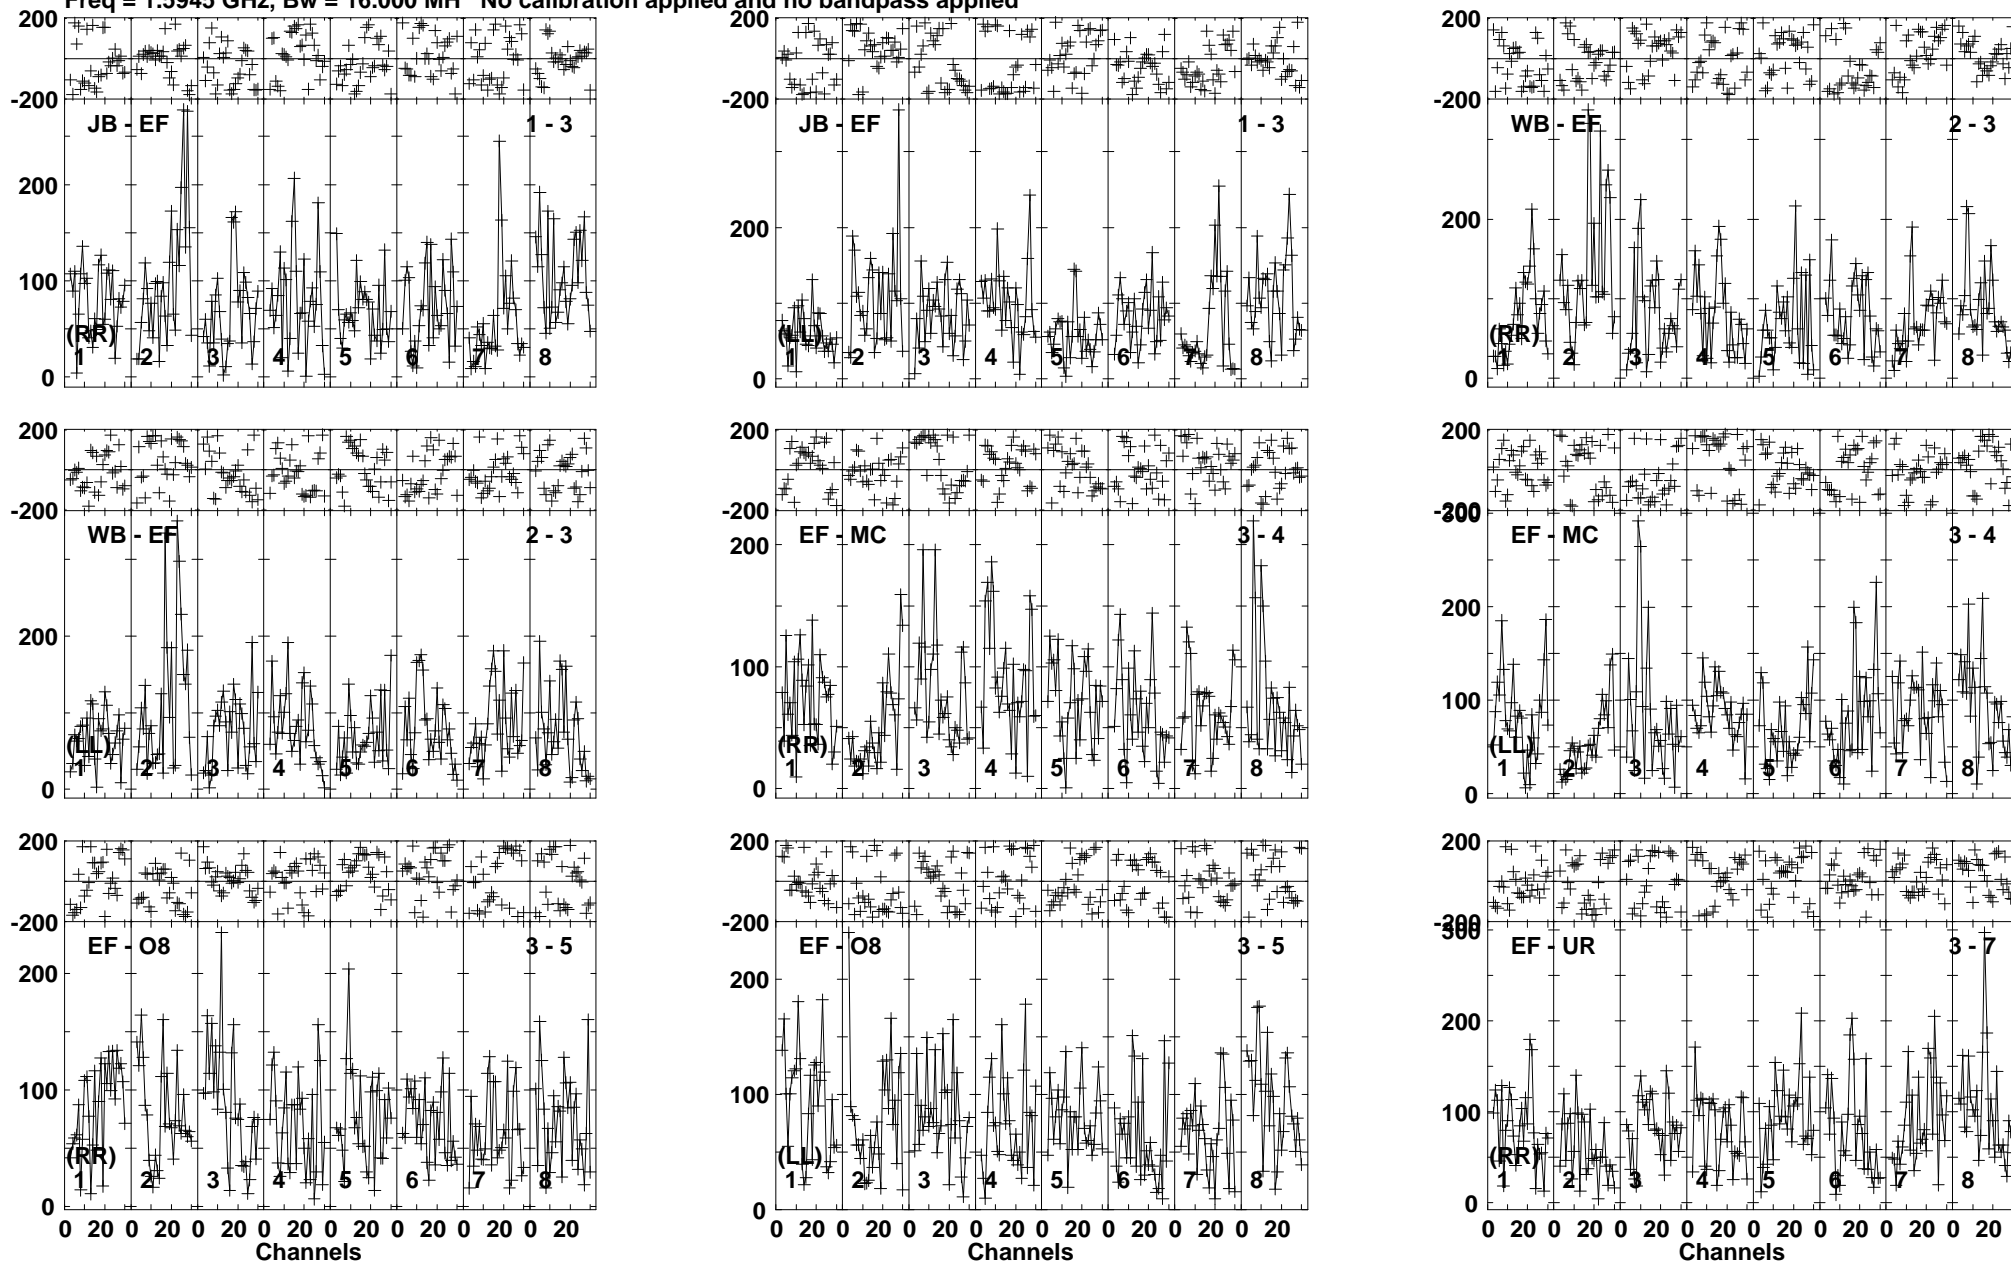 Freq = 1.5945 GHz, Bw = 16.000 MH No calibration applied and no bandpass applied
200 200 200
-200 -200 -200
JB - EF 1 - 3 JB - EF 1 - 3 WB - EF 2 - 3
200 200 200
100
(RR) (LL) (RR)
1 2 3 4 5 6 7 8 1 2 3 4 5 6 7 8 1 2 3 4 5 6 7 8
0 0 0
200 200 200
-200 -200 -200
300
WB - EF 2 - 3 EF - MC 3 - 4 EF - MC 3 - 4
200 200 200
100 100
(LL) (RR) (LL)
1 2 3 4 5 6 7 8 1 2 3 4 5 6 7 8 1 2 3 4 5 6 7 8
0 0 0
200 200 200
-200 -200 -200
300
EF - O8 3 - 5 EF - O8 3 - 5 EF - UR 3 - 7
200 200 200
100 100 100
(RR) (LL) (RR)
1 2 3 4 5 6 7 8 1 2 3 4 5 6 7 8 1 2 3 4 5 6 7 8
0 0 0
0 20 0 20 0 20 0 20 0 20 0 20 0 20 0 20 0 20 0 20 0 20 0 20 0 20 0 20 0 20 0 20 0 20 0 20 0 20 0 20 0 20 0 20 0 20 0 20
Channels Channels Channels